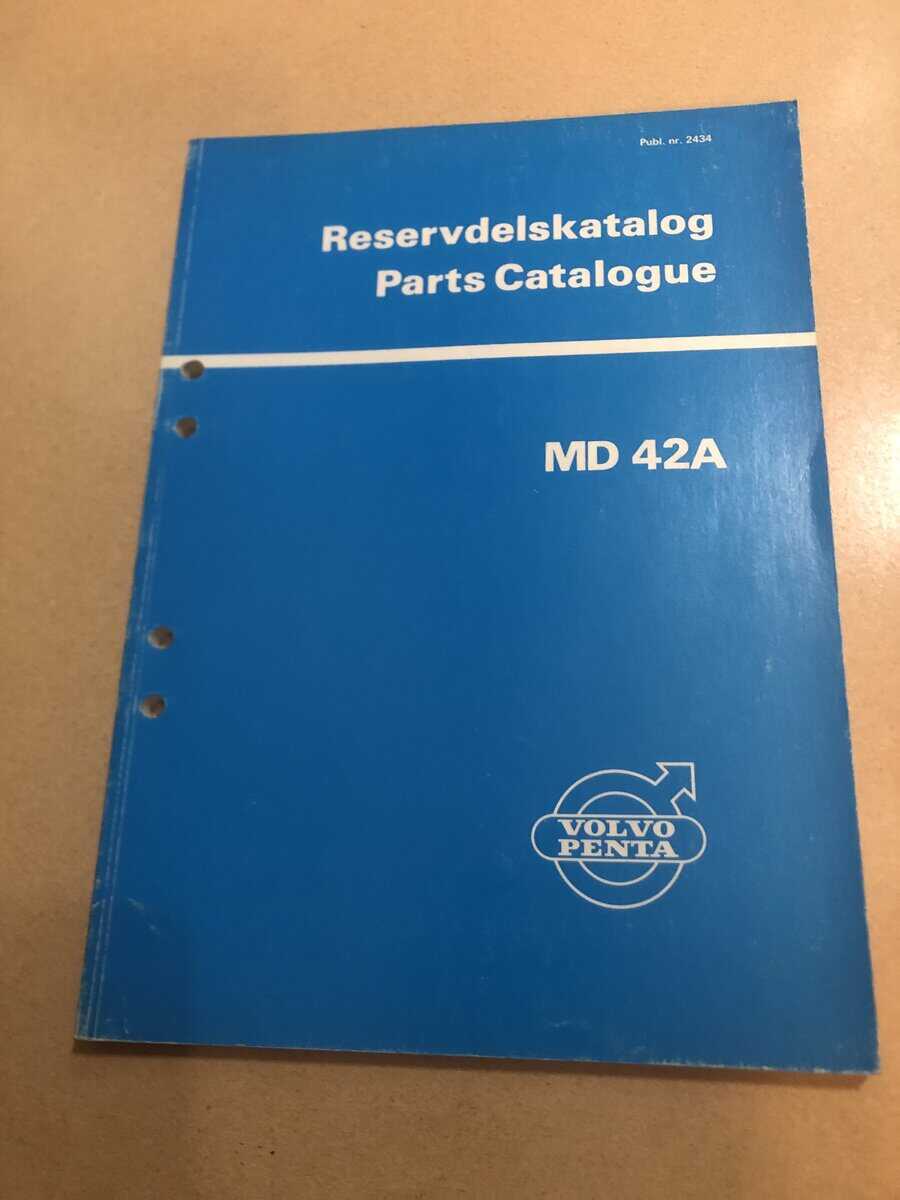 Publ. nr. 2434
Reservdelskatalog
Parts Catalogue
MD 42A
VOLVO
PENTA